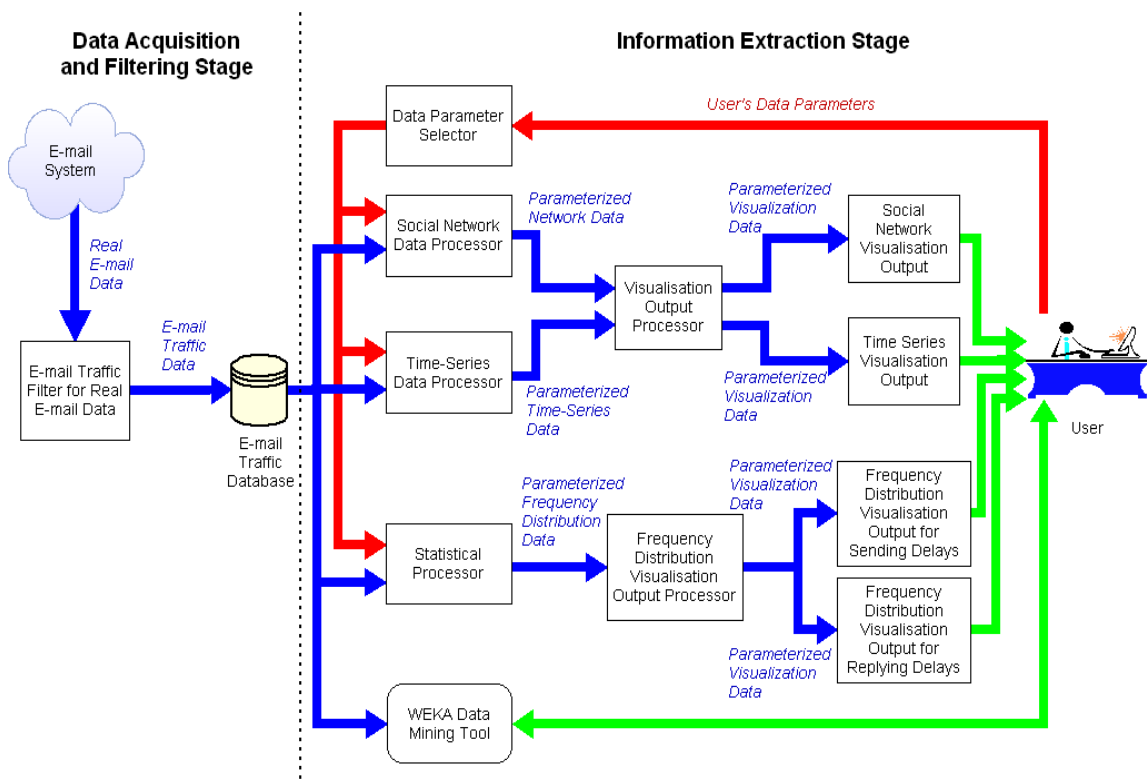 Data Acquisition
and Filtering Stage
Information Extraction Stage
E-mail
System
Real
E-mail
Data
E-mail Traffic
Filter for Real
E-mail Data
E-mail
Traffic
Data
E-mail
Traffic
Database
Data Parameter
Selector
User's Data Parameters
Social Network
Data Processor
Parameterized
Network Data
Time-Series
Data Processor
Parameterized
Time-Series
Data
Visualisation
Output
Processor
Parameterized
Visualization
Data
Social
Network
Visualisation
Output
Parameterized
Visualization Data
Time Series
Visualisation
Output
User
Statistical
Processor
Parameterized
Frequency
Distribution
Data
Frequency
Distribution
Visualisation
Output Processor
Parameterized
Visualization
Data
Frequency
Distribution
Visualisation
Output for
Sending Delays
Parameterized
Visualization
Data
Frequency
Distribution
Visualisation
Output for
Replying Delays
WEKA Data
Mining Tool